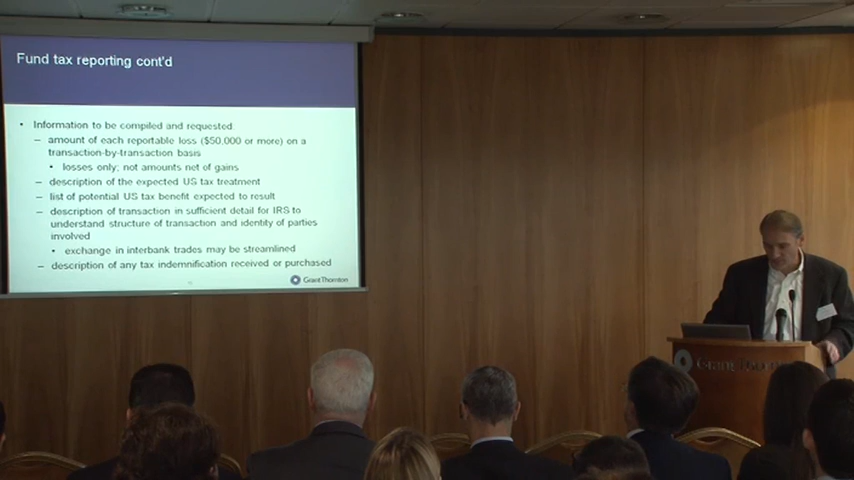 Fund tax reporting cont'd
• Information to be compiled and requested
– amount of each reportable loss ($50,000 or more) on a
transaction-by-transaction basis
• losses only; not amounts net of gains
– description of the expected US tax treatment
– list of potential US tax benefit expected to result
– description of transaction in sufficient detail for IRS to
understand structure of transaction and identity of parties
involved
• exchange in interbank trades may be streamlined
– description of any tax indemnification received or purchased
GrantThornton
Grant Thornton